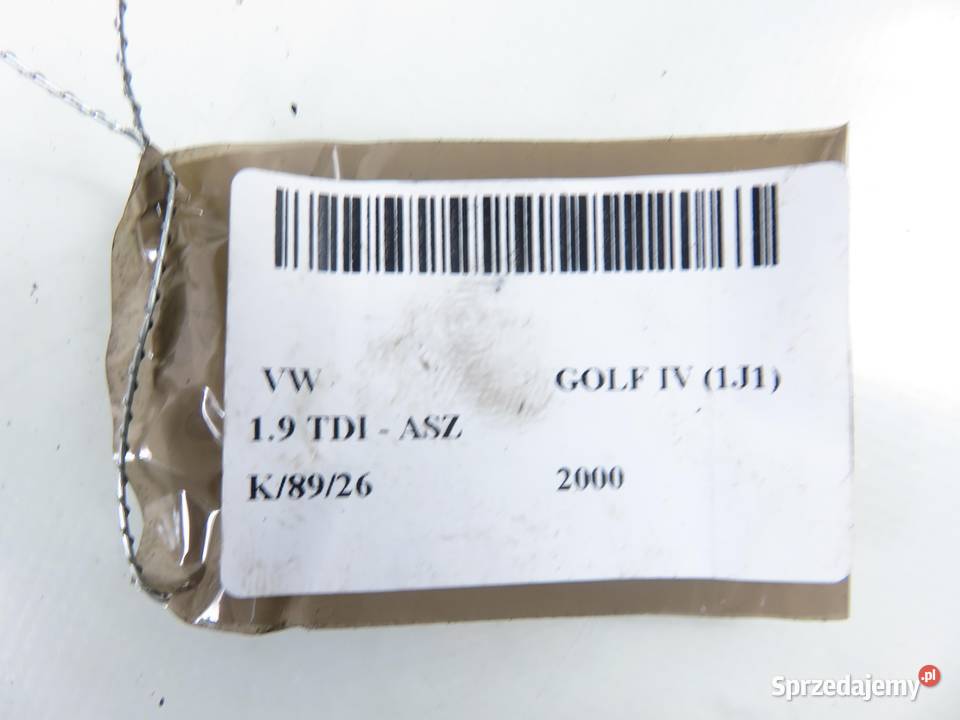 VW GOLF IV (1J1)
1.9 TDI - ASZ
K/89/26 2000
Sprzedajemy.pl